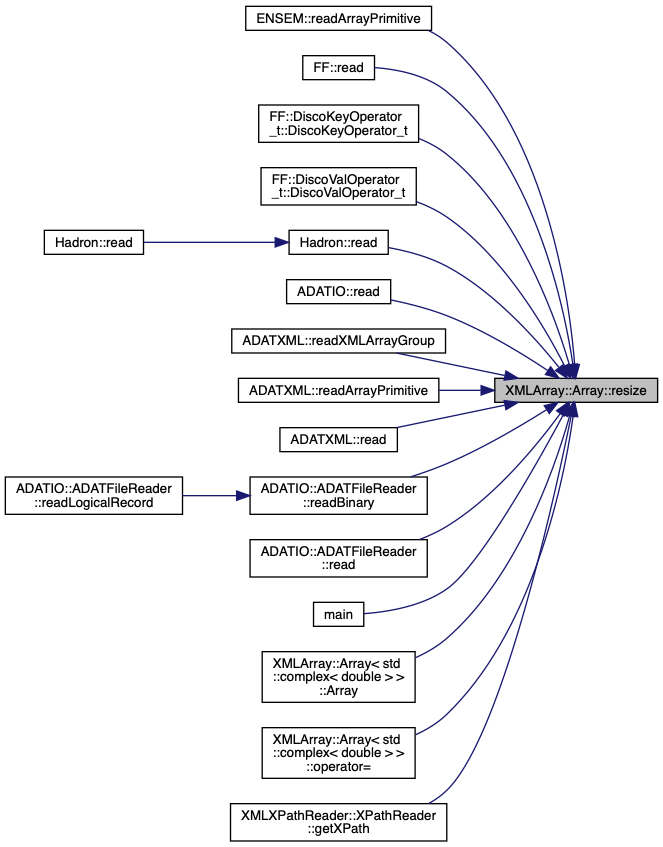 ENSEM::readArrayPrimitive
FF::read
FF::DiscoKeyOperator
_t::DiscoKeyOperator_t
FF::DiscoValOperator
_t::DiscoValOperator_t
Hadron::read
Hadron::read
ADATIO::read
ADATXML::readXMLArrayGroup
ADATXML::readArrayPrimitive
XMLArray::Array::resize
ADATXML::read
ADATIO::ADATFileReader
::readLogicalRecord
ADATIO::ADATFileReader
::readBinary
ADATIO::ADATFileReader
::read
main
XMLArray::Array< std
::complex< double > >
::Array
XMLArray::Array< std
::complex< double > >
::operator=
XMLXPathReader::XPathReader
::getXPath